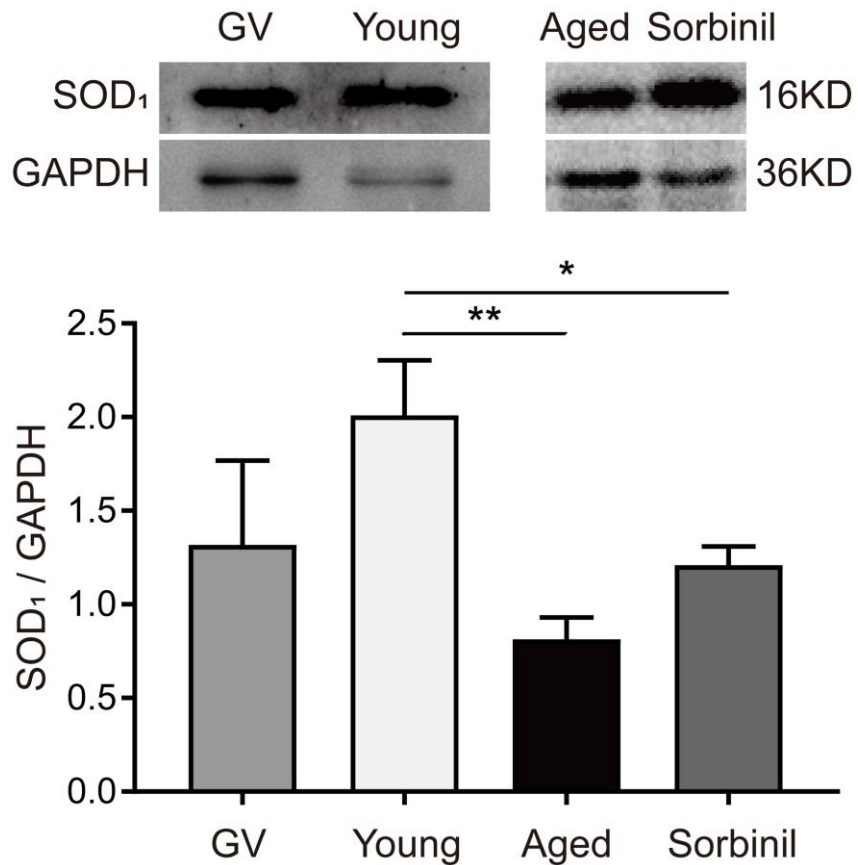 GV Young Aged Sorbinil
SOD₁ 16KD
GAPDH 36KD
*
**
2.5
2.0
1.5
1.0
0.5
0.0
SOD₁ / GAPDH
GV Young Aged Sorbinil